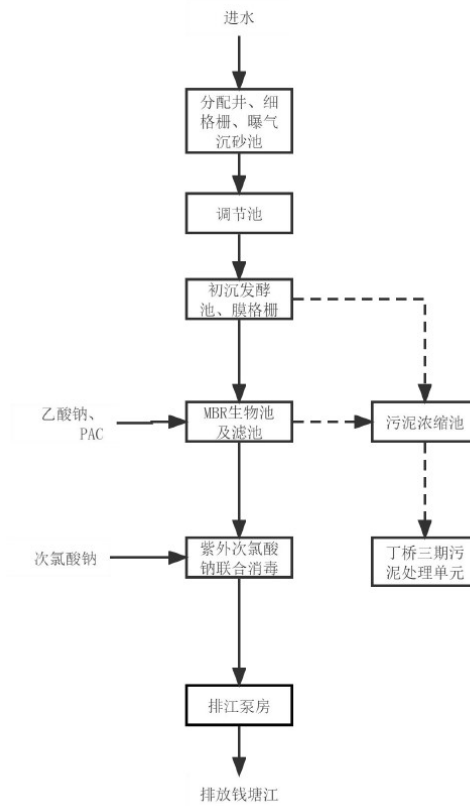 进水
分配井、细
格栅、曝气
沉砂池
调节池
初沉发酵
池、膜格栅
乙酸钠、
PAC
MBR生物池
及滤池
污泥浓缩池
次氯酸钠
紫外次氯酸
钠联合消毒
丁桥三期污
泥处理单元
排江泵房
排放钱塘江